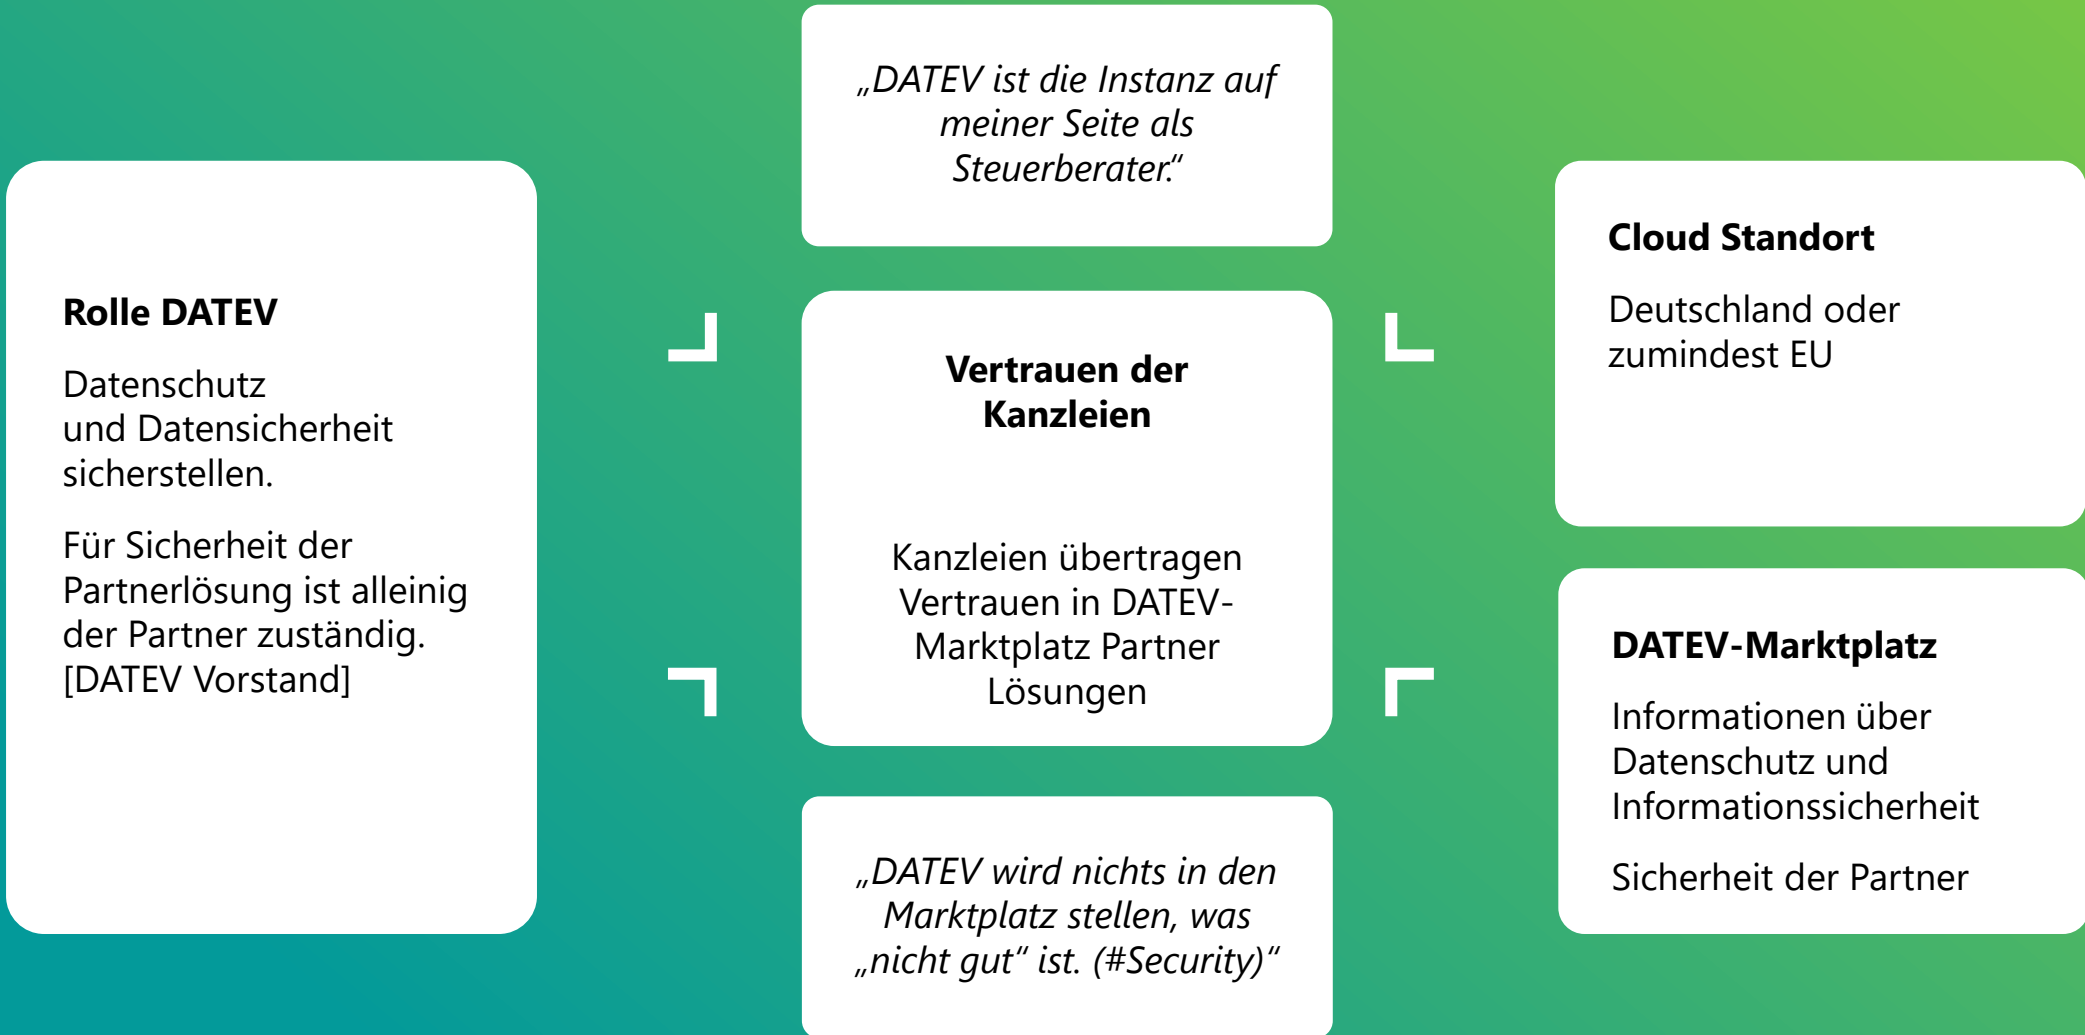 Rolle DATEV
Datenschutz
und Datensicherheit
sicherstellen.
Für Sicherheit der
Partnerlösung ist alleinig
der Partner zuständig.
[DATEV Vorstand]
„DATEV ist die Instanz auf
meiner Seite als
Steuerberater.“
Vertrauen der
Kanzleien
Kanzleien übertragen
Vertrauen in DATEV-
Marktplatz Partner
Lösungen
„DATEV wird nichts in den
Marktplatz stellen, was
„nicht gut“ ist. (#Security)“
Cloud Standort
Deutschland oder
zumindest EU
DATEV-Marktplatz
Informationen über
Datenschutz und
Informationssicherheit
Sicherheit der Partner